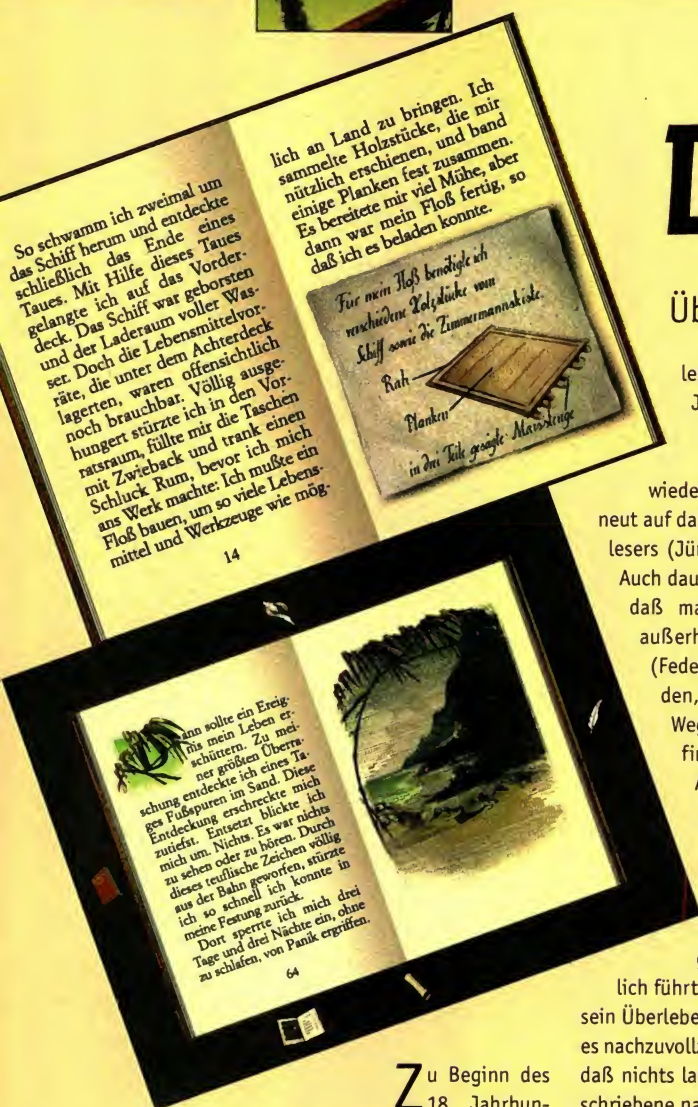 So schwamm ich zweimal um
das Schiff herum und entdeckte
schließlich das Ende eines
Taues. Mit Hilfe dieses Taues
gelangte ich auf das Vorder-
deck. Das Schiff war geborsten
und der Laderaum voller Was-
ser. Doch die Lebensmittelvor-
räte, die unter dem Achterdeck
lagerten, waren offensichtlich
noch brauchbar. Völlig ausge-
hungert stürzte ich in den Vor-
ratsraum, füllte mir die Taschen
mit Zwieback und trank einen
Schluck Rum, bevor ich mich
ans Werk machte: Ich mußte ein
Floß bauen, um so viele Lebens-
mittel und Werkzeuge wie mög-
14
lich an Land zu bringen. Ich
sammelte Holzstücke, die mir
nützlich erschienen, und band
einige Planken fest zusammen.
Es bereitete mir viel Mühe, aber
dann war mein Floß fertig, so
daß ich es beladen konnte.
Für mein Floß benötigte ich
verschiedene Holzstücke vom
Schiff sowie die Zimmermannskiste.
Rah
Planken
in drei Teile gesägte Marsstenge
Dann sollte ein Ereig-
nis mein Leben er-
schüttern. Zu mei-
ner größten Überra-
schung entdeckte ich eines Ta-
ges Fußspuren im Sand. Diese
Entdeckung erschreckte mich
zutiefst. Entsetzt blickte ich
mich um. Nichts. Es war nichts
zu sehen oder zu hören. Durch
dieses teuflische Zeichen völlig
aus der Bahn geworfen, stürzte
ich so schnell ich konnte in
meine Festung zurück.
Dort sperrte ich mich drei
Tage und drei Nächte ein, ohne
zu schlafen, von Panik ergriffen.
64
Zu Beginn des
18. Jahrhun-
Üb
le
J
wiede
neut auf da
lesers (Jür
Auch dau
daß ma
außerh
(Fede
den,
Weg
lich führt
sein Überlebe
es nachzuvollz
daß nichts la
schriebene na